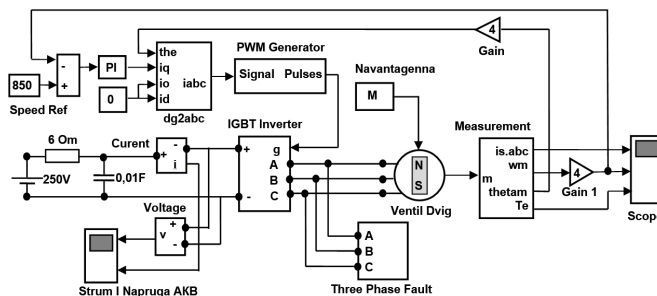 4
Gain
the
iq
io
id
iabc
dg2abc
PWM Generator
Signal Pulses
-
+
PI
850
Speed Ref
0
Navantagenna
M
6 Om
Curent
+
-
i
250V
0,01F
IGBT Inverter
g
+
-
A
B
C
N
S
Ventil Dvig
Measurement
m
is.abc
wm
thetam
Te
4
Gain 1
Scope
Voltage
v
+
-
Strum I Napruga AKB
A
B
C
Three Phase Fault